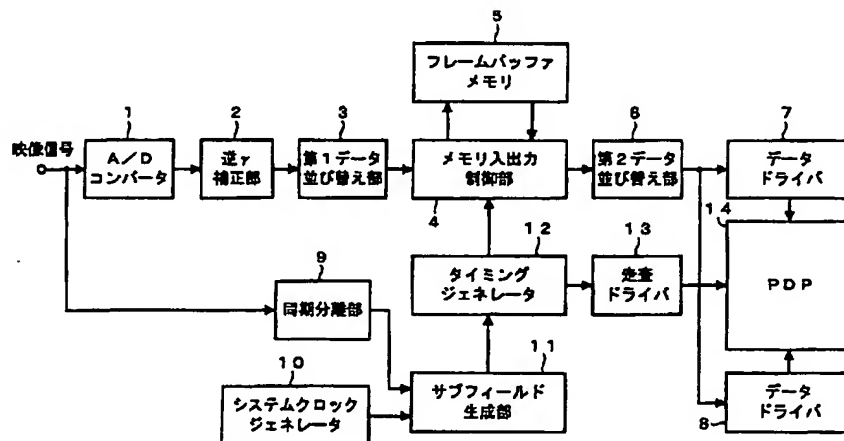 5
フレームバッファ
メモリ
1
2
3
6
7
映像信号
A/D
コンバータ
逆γ
補正部
第1データ
並び替え部
メモリ入出力
制御部
第2データ
並び替え部
データ
ドライバ
4
12
13
14
9
タイミング
ジェネレータ
走査
ドライバ
PDP
同期分離部
10
11
システムクロック
ジェネレータ
サブフィールド
生成部
データ
ドライバ
8